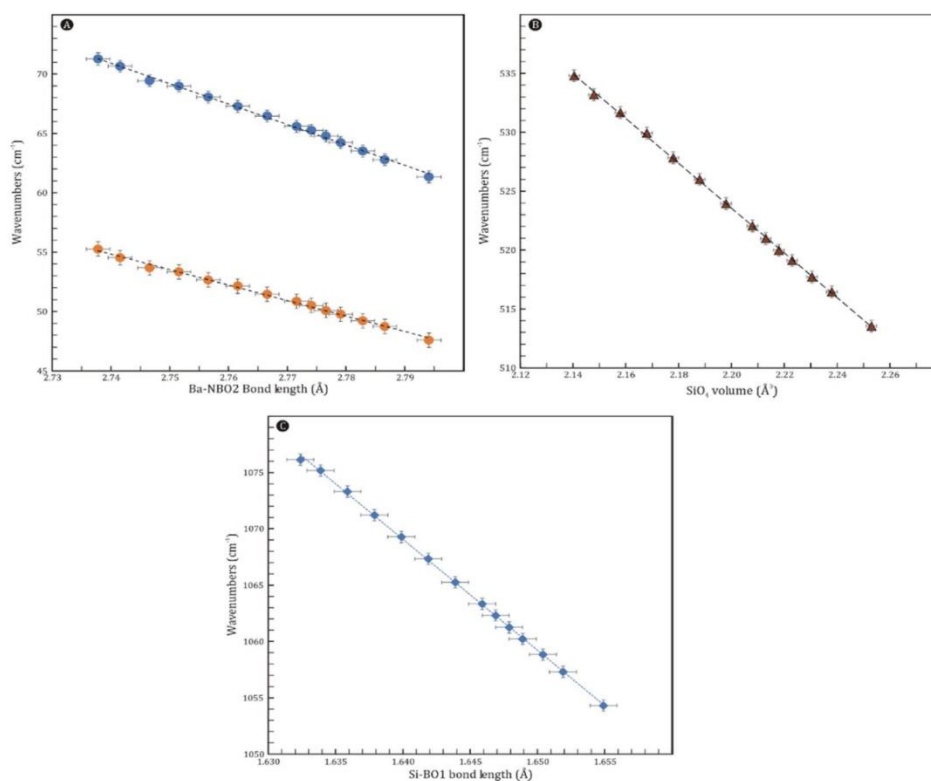 A
Wavenumbers (cm⁻¹)
70
65
60
55
50
45
2.73 2.74 2.75 2.76 2.77 2.78 2.79
Ba-NBO2 Bond length (Å)
B
Wavenumbers (cm⁻¹)
535
530
525
520
515
510
2.12 2.14 2.16 2.18 2.20 2.22 2.24 2.26
SiO₄ volume (Å³)
C
Wavenumbers (cm⁻¹)
1075
1070
1065
1060
1055
1050
1.630 1.635 1.640 1.645 1.650 1.655
Si-BO1 bond length (Å)